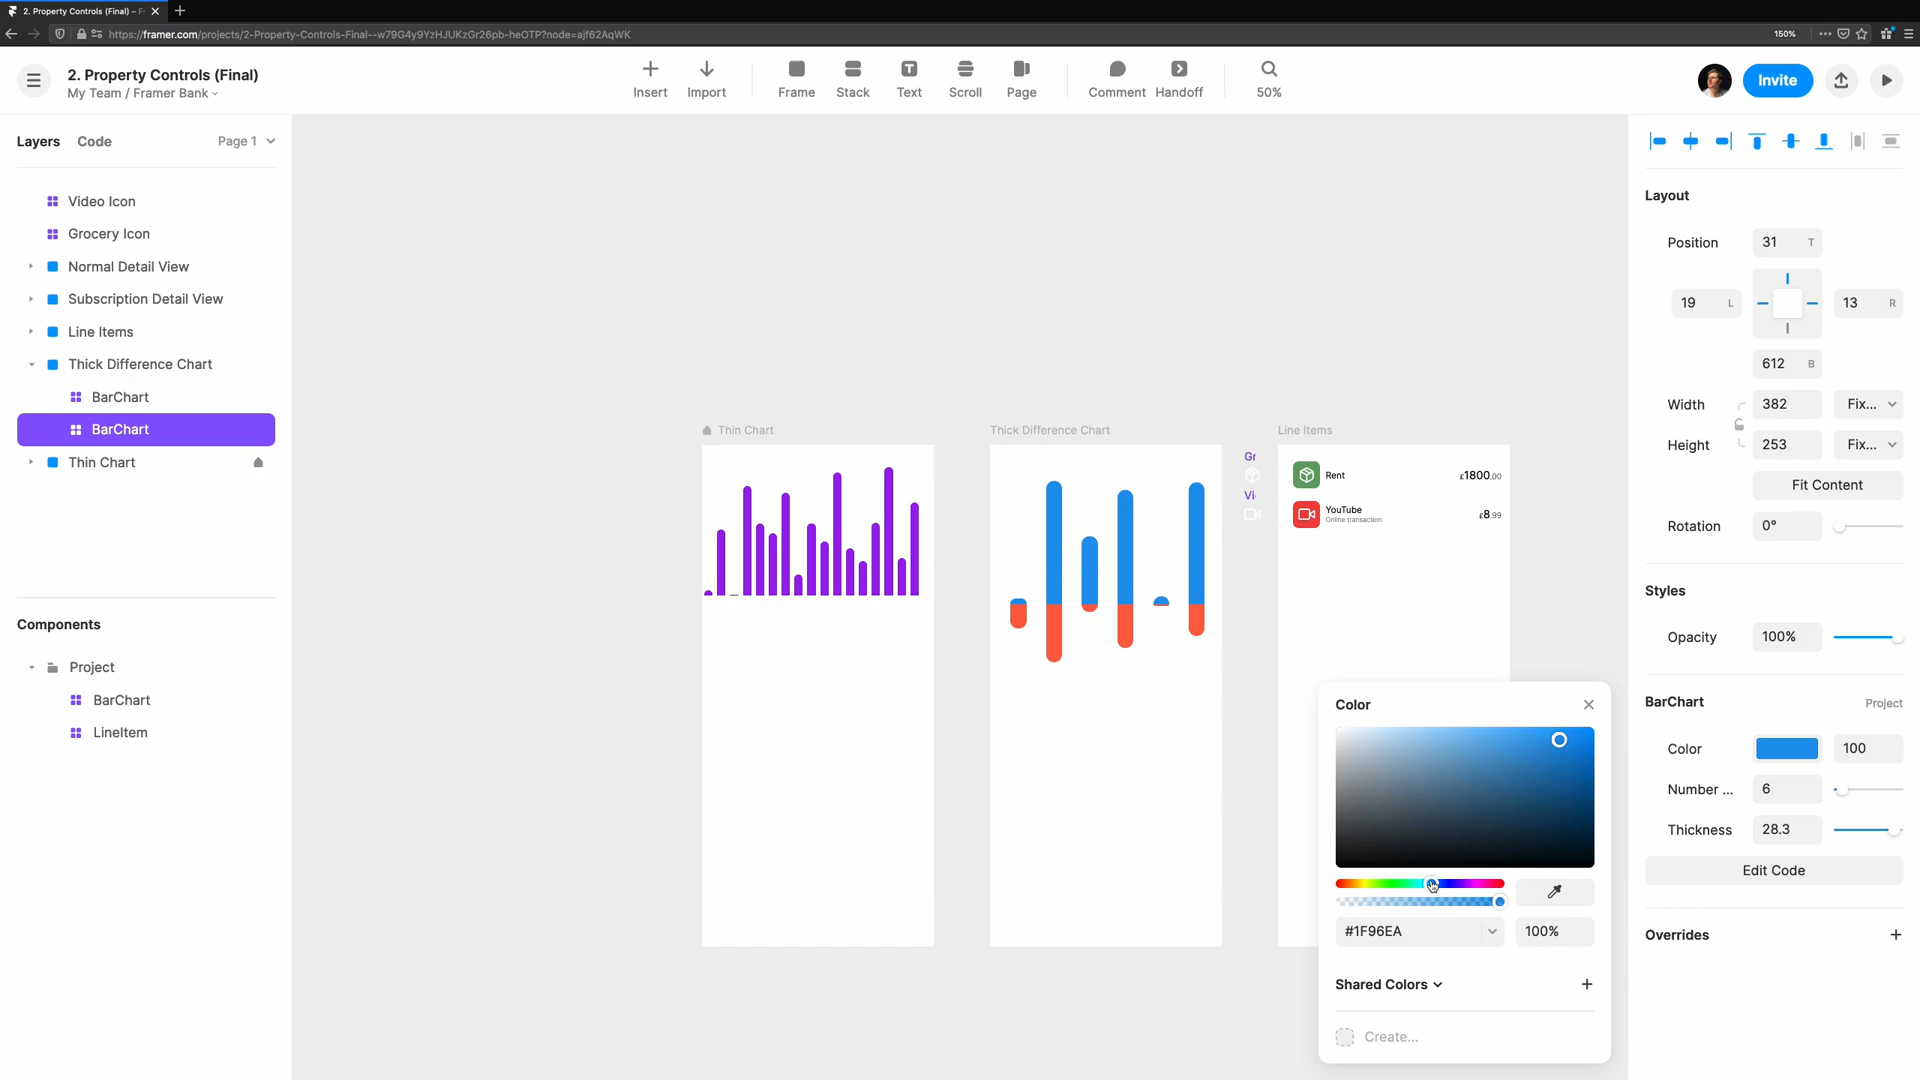 2. Property Controls (Final) – F
https://framer.com/projects/2-Property-Controls-Final--w79G4y9YzHJUKzGr26pb-heOTP?node=ajf62AqWK
150%
2. Property Controls (Final)
My Team / Framer Bank
Insert
Import
Frame
Stack
Text
Scroll
Page
Comment
Handoff
50%
Invite
Layers
Code
Page 1
Video Icon
Grocery Icon
Normal Detail View
Subscription Detail View
Line Items
Thick Difference Chart
BarChart
BarChart
Thin Chart
Components
Project
BarChart
LineItem
Thin Chart
Thick Difference Chart
Line Items
Gr
Vi
Rent
£1800.00
YouTube
Online transaction
£8.99
Color
#1F96EA
100%
Shared Colors
Create...
Layout
Position
31 T
19 L
13 R
612 B
Width
382
Fix...
Height
253
Fix...
Fit Content
Rotation
0°
Styles
Opacity
100%
BarChart
Project
Color
100
Number ...
6
Thickness
28.3
Edit Code
Overrides